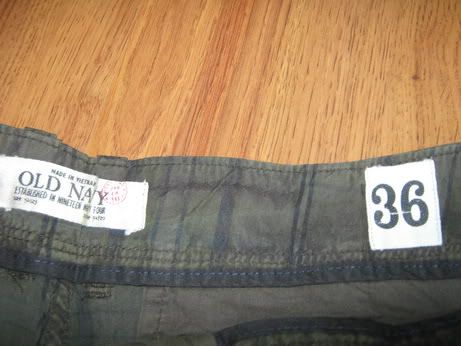 MADE IN VIETNAM
OLD NAVY
ESTABLISHED IN NINETEEN NINETY FOUR
36